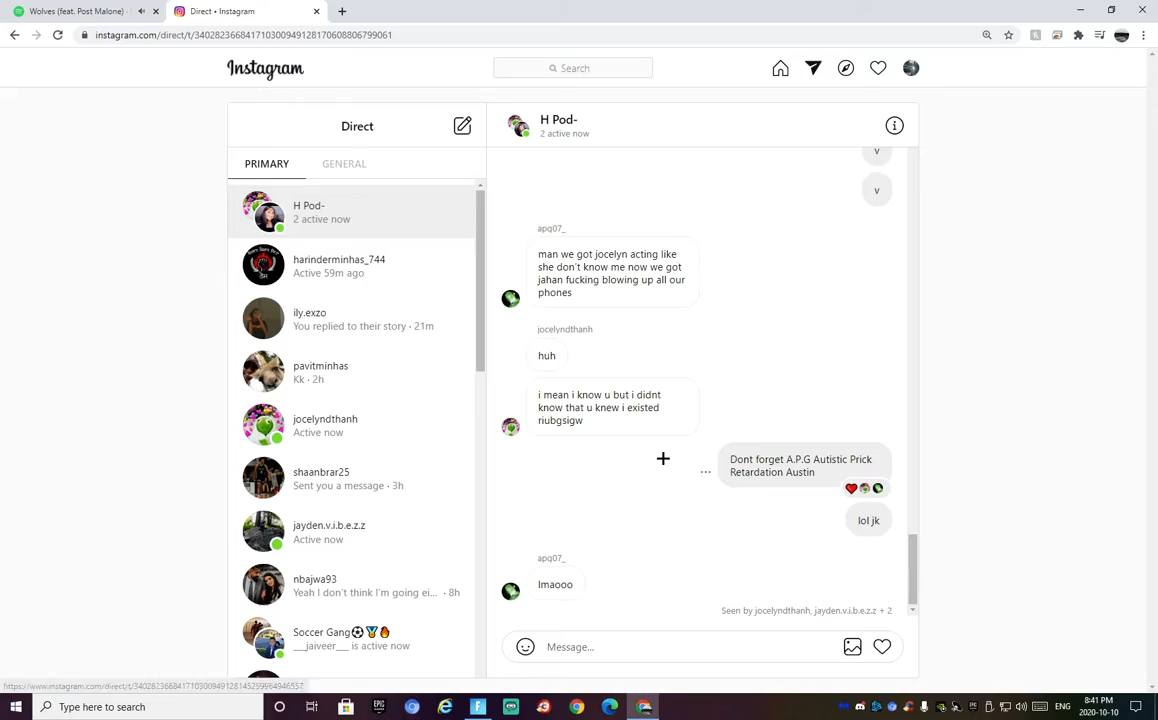 Wolves (feat. Post Malone) ·
Direct • Instagram
instagram.com/direct/t/340282366841710300949128170608806799061
Instagram
Search
Direct
H Pod-
2 active now
PRIMARY
GENERAL
H Pod-
2 active now
harinderminhas_744
Active 59m ago
ily.exzo
You replied to their story · 21m
pavitminhas
Kk · 2h
jocelyndthanh
Active now
shaanbrar25
Sent you a message · 3h
jayden.v.i.b.e.z.z
Active now
nbajwa93
Yeah I don't think I'm going ei... · 8h
Soccer Gang
___jaiveer___ is active now
v
v
apq07_
man we got jocelyn acting like
she don't know me now we got
jahan fucking blowing up all our
phones
jocelyndthanh
huh
i mean i know u but i didnt
know that u knew i existed
riubgsigw
Dont forget A.P.G Autistic Prick
Retardation Austin
lol jk
apq07_
lmaooo
Seen by jocelyndthanh, jayden.v.i.b.e.z.z + 2
Message...
Type here to search
ENG
8:41 PM
2020-10-10